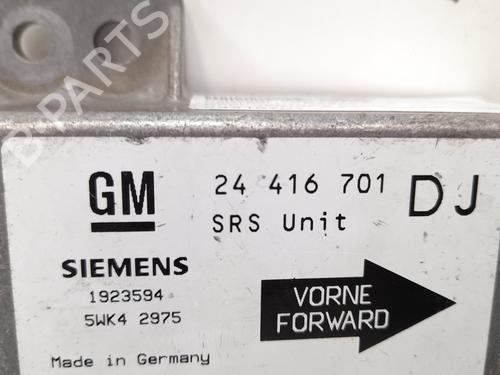 B-PARTS
GM
24 416 701 DJ
SRS Unit
SIEMENS
1923594
5WK4 2975
VORNE
FORWARD
Made in Germany